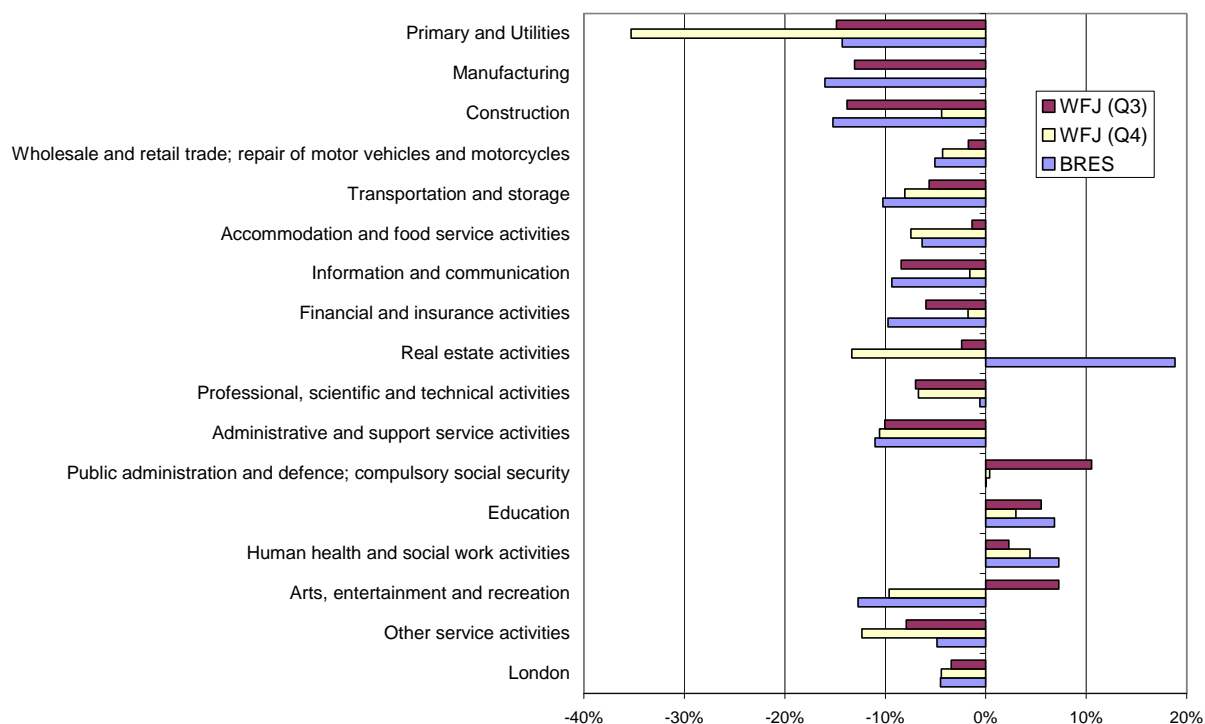 Primary and Utilities
Manufacturing
Construction
Wholesale and retail trade; repair of motor vehicles and motorcycles
Transportation and storage
Accommodation and food service activities
Information and communication
Financial and insurance activities
Real estate activities
Professional, scientific and technical activities
Administrative and support service activities
Public administration and defence; compulsory social security
Education
Human health and social work activities
Arts, entertainment and recreation
Other service activities
London
WFJ (Q3)
WFJ (Q4)
BRES
-40% -30% -20% -10% 0% 10% 20%